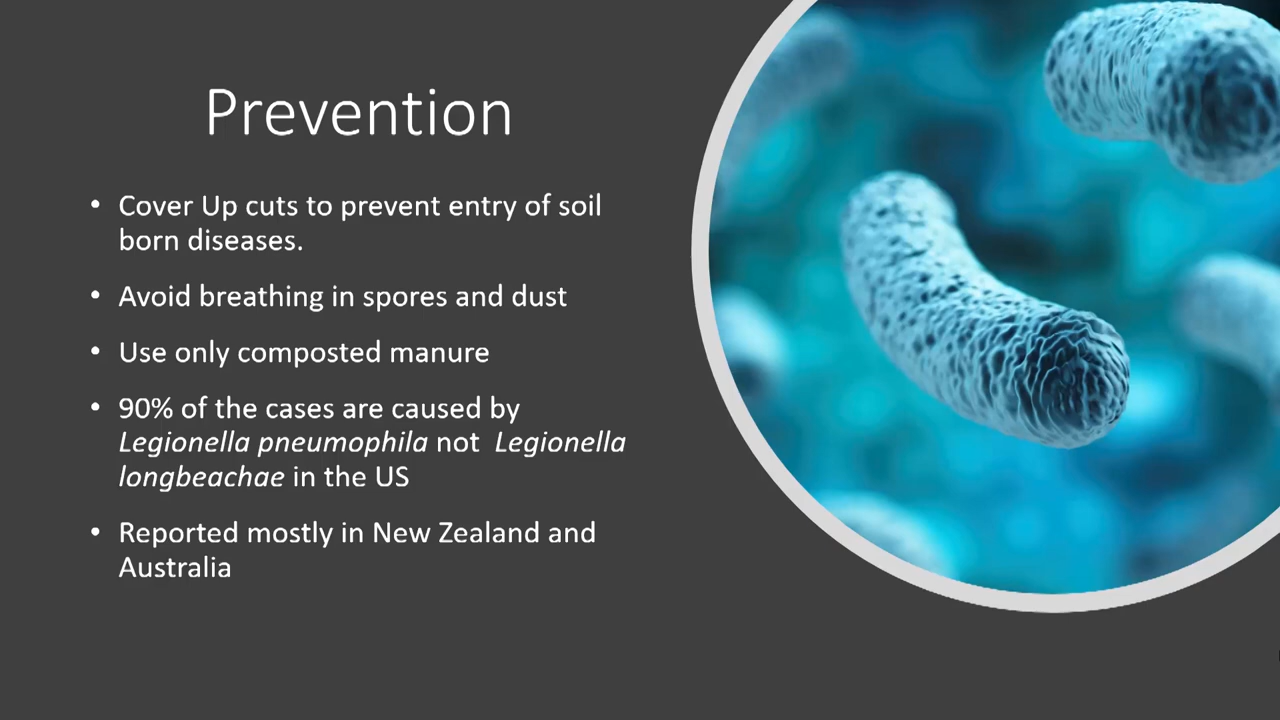 Prevention
• Cover Up cuts to prevent entry of soil
born diseases.
• Avoid breathing in spores and dust
• Use only composted manure
• 90% of the cases are caused by
Legionella pneumophila not  Legionella
longbeachae in the US
• Reported mostly in New Zealand and
Australia